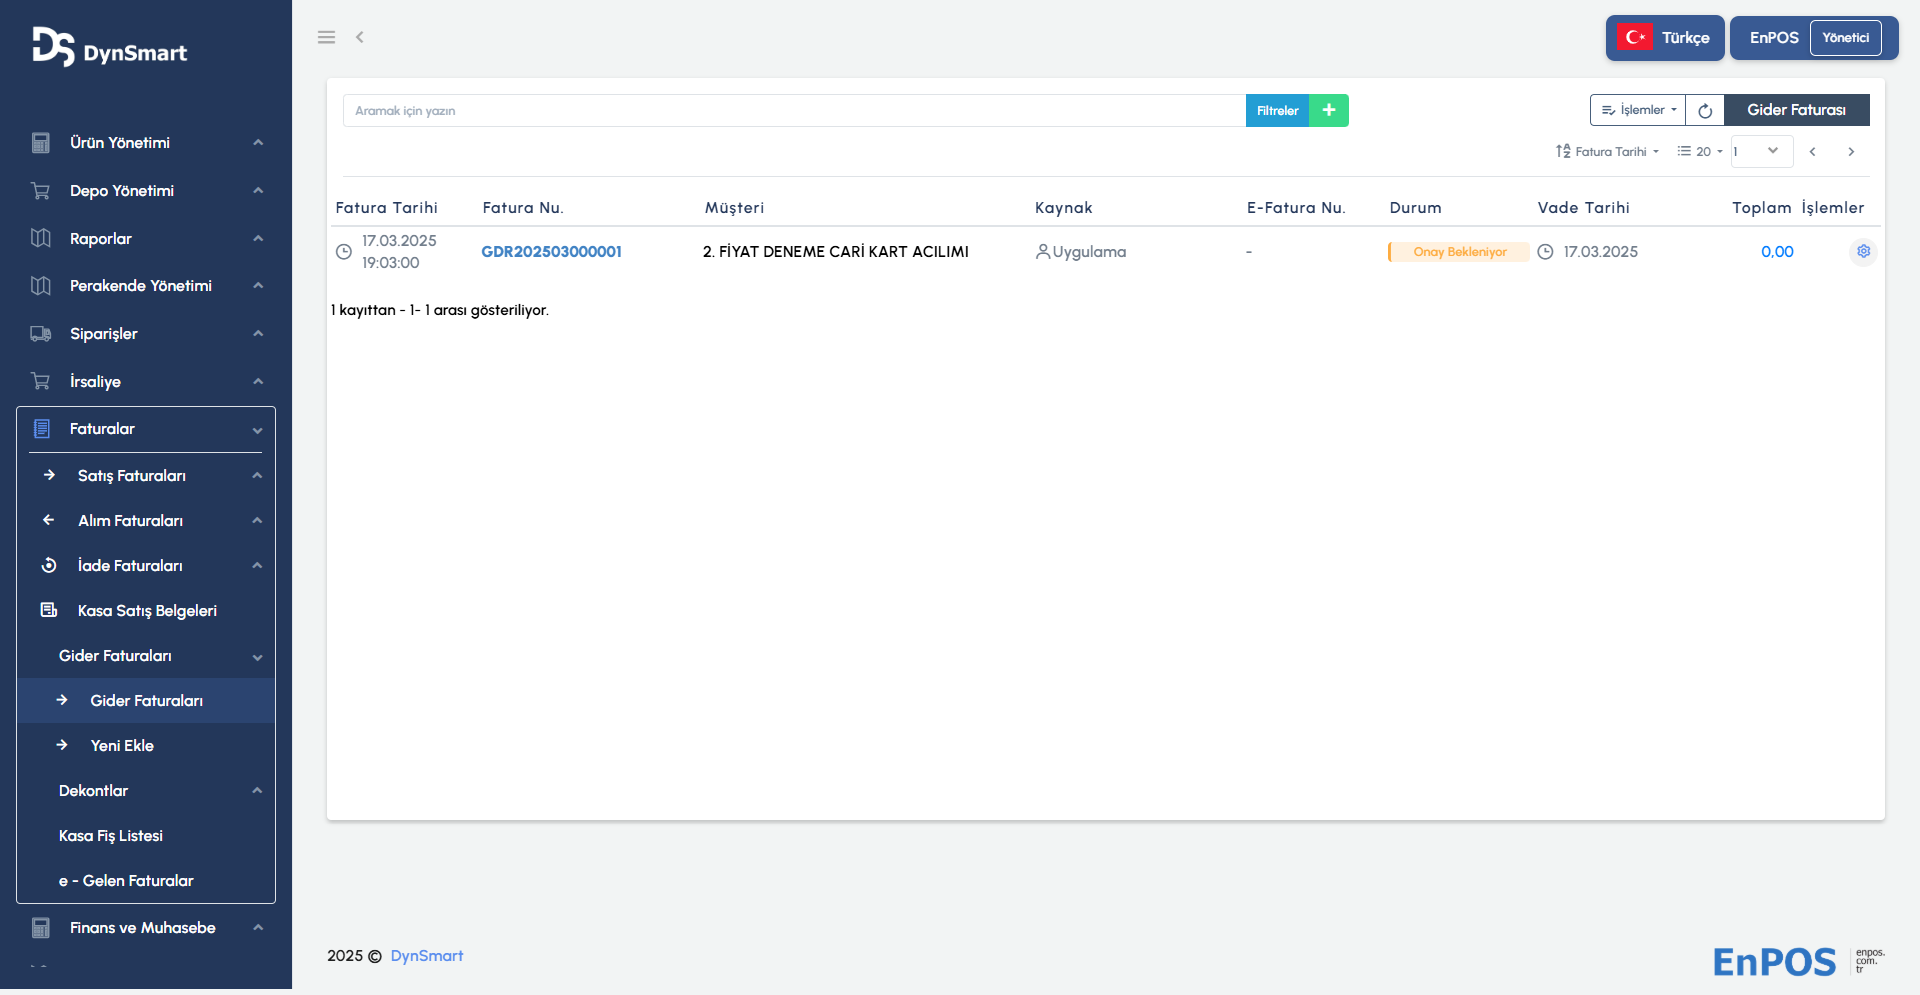 DynSmart
Ürün Yönetimi
Depo Yönetimi
Raporlar
Perakende Yönetimi
Siparişler
İrsaliye
Faturalar
Satış Faturaları
Alım Faturaları
İade Faturaları
Kasa Satış Belgeleri
Gider Faturaları
Gider Faturaları
Yeni Ekle
Dekontlar
Kasa Fiş Listesi
e - Gelen Faturalar
Finans ve Muhasebe
Türkçe
EnPOS Yönetici
Aramak için yazın Filtreler +
İşlemler Gider Faturası
Fatura Tarihi 20 1
Fatura Tarihi Fatura Nu. Müşteri Kaynak E-Fatura Nu. Durum Vade Tarihi Toplam İşlemler
17.03.2025 19:03:00 GDR202503000001 2. FİYAT DENEME CARİ KART ACILIMI Uygulama - Onay Bekleniyor 17.03.2025 0,00
1 kayıttan - 1- 1 arası gösteriliyor.
2025 © DynSmart
EnPOS
enpos.
com.
tr